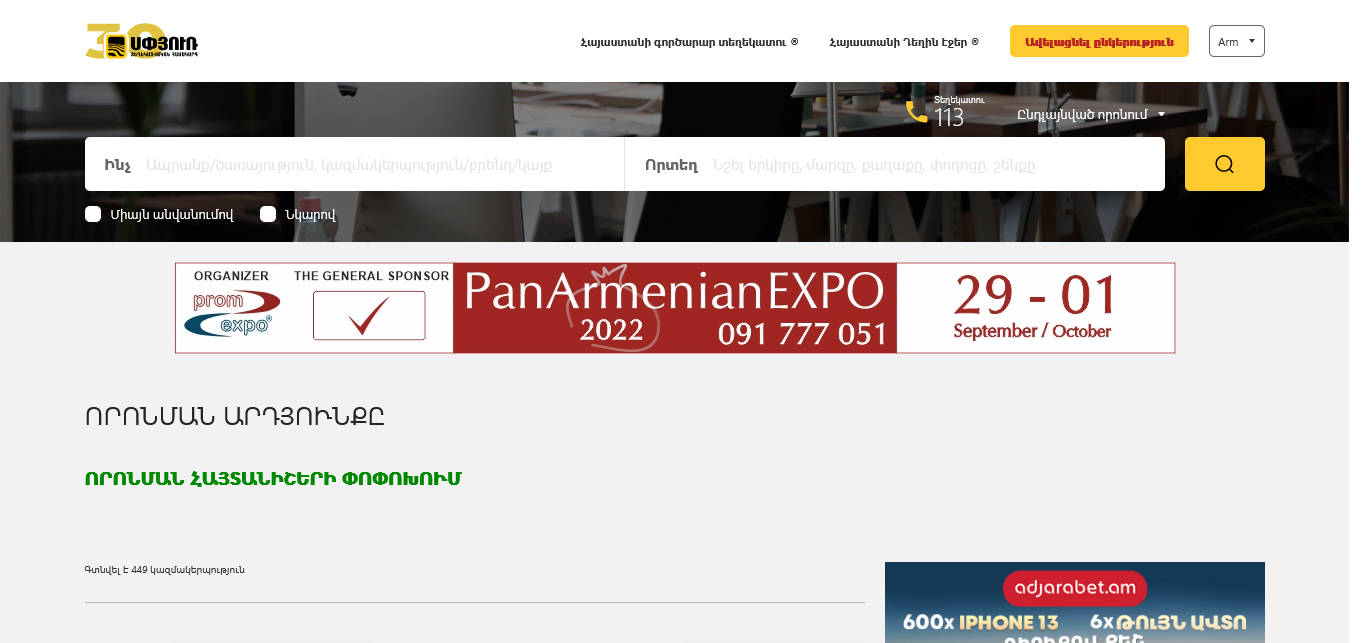 30 ՍՓՅՈՒՌ
ՏԵՂԵԿԱՏՎԱԿԱՆ ՀԱՄԱԿԱՐԳ
Հայաստանի գործարար տեղեկատու ®
Հայաստանի Դեղին էջեր ®
Ավելացնել ընկերություն
Arm
Տեղեկատու
113
Ընդլայնված որոնում
Ինչ Ապրանք/ծառայություն, կազմակերպություն/բրենդ/կայք
Որտեղ Նշել երկիրը, մարզը, քաղաքը, փողոցը, շենքը
Միայն անվանումով
Նկարով
ORGANIZER
prom
expo®
THE GENERAL SPONSOR
PanArmenianEXPO
2022 091 777 051
29 - 01
September / October
ՈՐՈՆՄԱՆ ԱՐԴՅՈՒՆՔԸ
ՈՐՈՆՄԱՆ ՀԱՅՏԱՆԻՇԵՐԻ ՓՈՓՈԽՈՒՄ
Գտնվել է 449 կազմակերպություն
adjarabet.am
600x IPHONE 13 6x ԹՈՒՅՆ ԱՎՏՈ